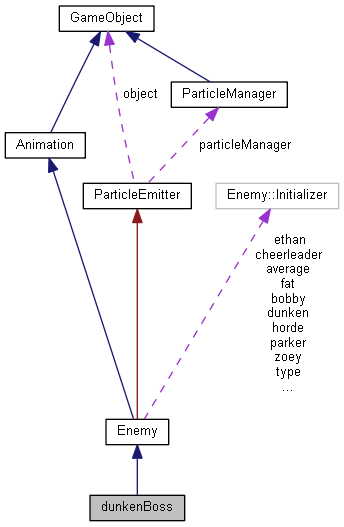 GameObject
object
ParticleManager
Animation
particleManager
ParticleEmitter
Enemy::Initializer
ethan
cheerleader
average
fat
bobby
dunken
horde
parker
zoey
type
...
Enemy
dunkenBoss